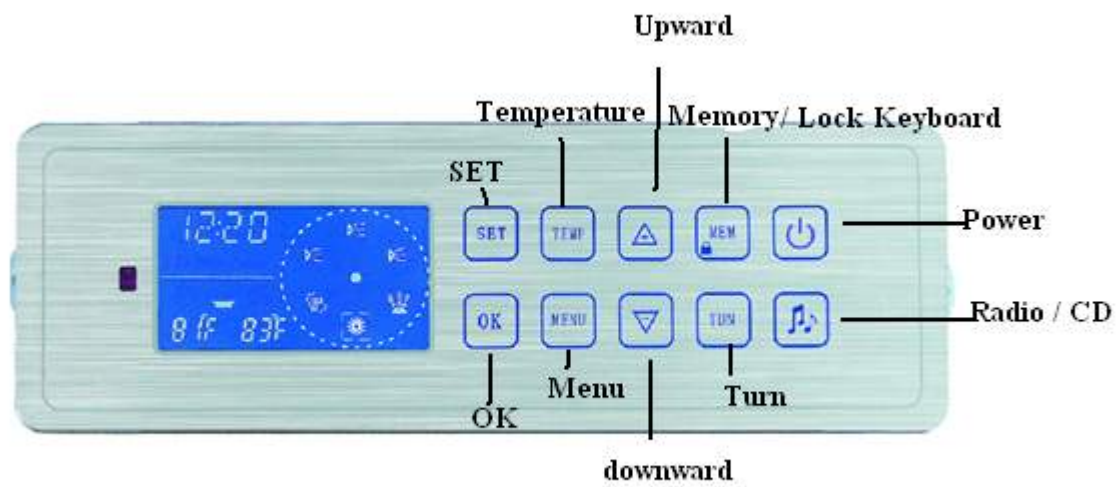 Upward
Temperature
Memory/ Lock Keyboard
SET
12:20
SET
TEMP
MEM
Power
81F 83F
OK
MENU
TUN
Radio / CD
Menu
Turn
OK
downward